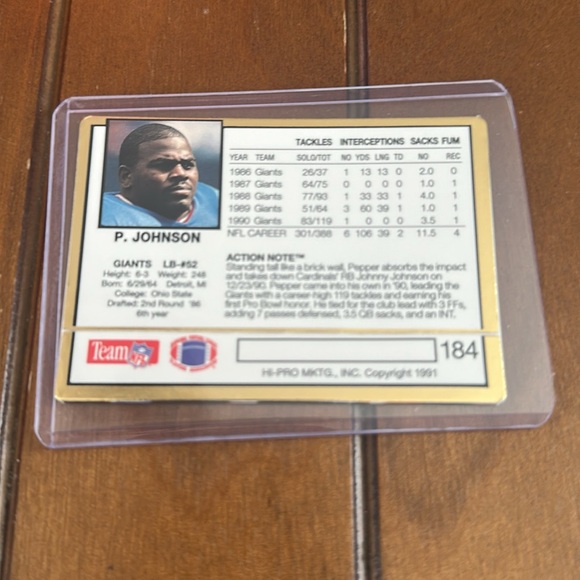 TACKLES INTERCEPTIONS SACKS FUM
YEAR TEAM SOLO/TOT NO YDS LNG TD NO REC
1986 Giants 26/37 1 13 13 0 2.0 0
1987 Giants 64/75 0 0 0 0 1.0 1
1988 Giants 77/93 1 33 33 1 4.0 1
1989 Giants 51/64 3 60 39 1 1.0 1
1990 Giants 83/119 1 0 0 0 3.5 1
NFL CAREER 301/388 6 106 39 2 11.5 4
P. JOHNSON
GIANTS LB-#52
Height: 6-3 Weight: 248
Born: 6/29/64 Detroit, MI
College: Ohio State
Drafted: 2nd Round '86
6th year
ACTION NOTE™
Standing tall like a brick wall, Pepper absorbs the impact
and takes down Cardinals' RB Johnny Johnson on
12/23/90. Pepper came into his own in '90, leading the
Giants with a career-high 119 tackles and earning his
first Pro Bowl honor. He tied for the club lead with 3 FFs,
adding 7 passes defensed, 3.5 QB sacks, and an INT.
Team NFL
184
HI-PRO MKTG., INC. Copyright 1991